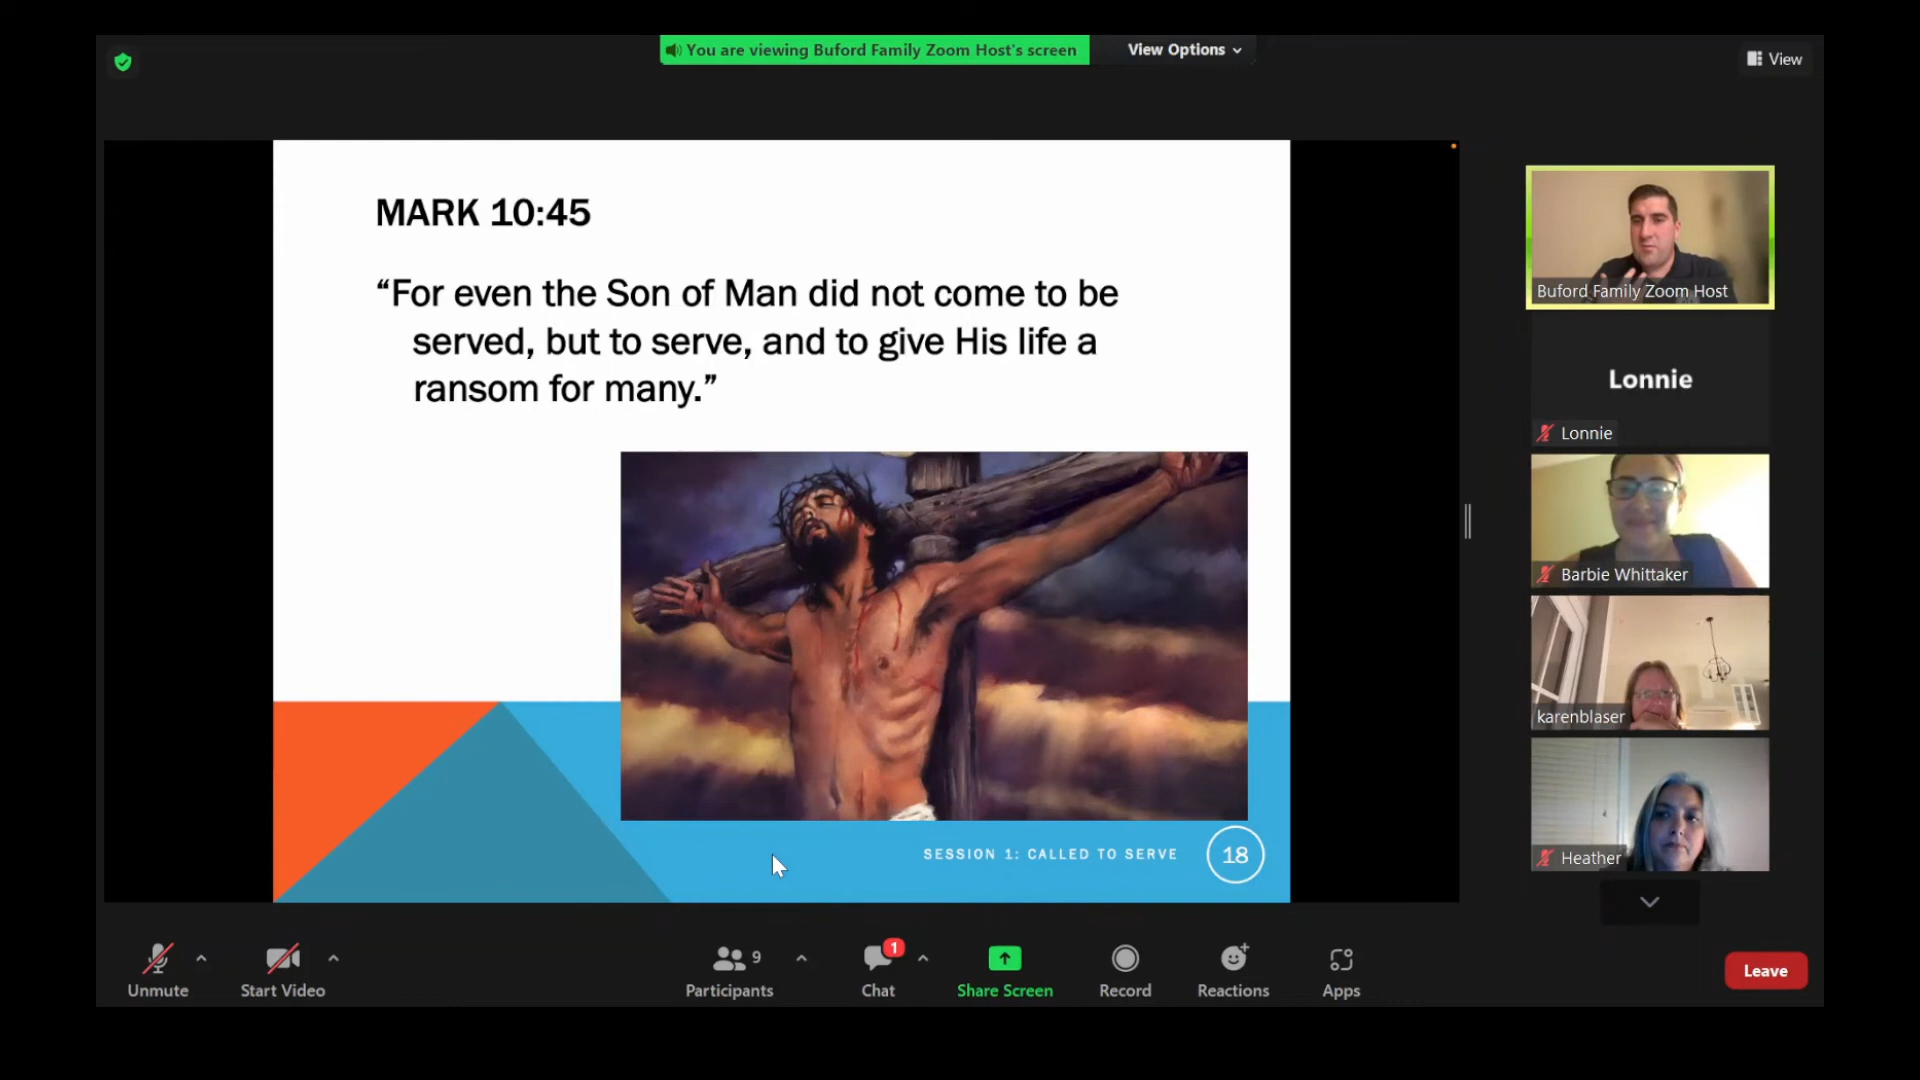 You are viewing Buford Family Zoom Host's screen
View Options
View
MARK 10:45
“For even the Son of Man did not come to be
served, but to serve, and to give His life a
ransom for many.”
SESSION 1: CALLED TO SERVE
18
Buford Family Zoom Host
Lonnie
Lonnie
Barbie Whittaker
karenblaser
Heather
Unmute
Start Video
9
Participants
1
Chat
Share Screen
Record
Reactions
Apps
Leave